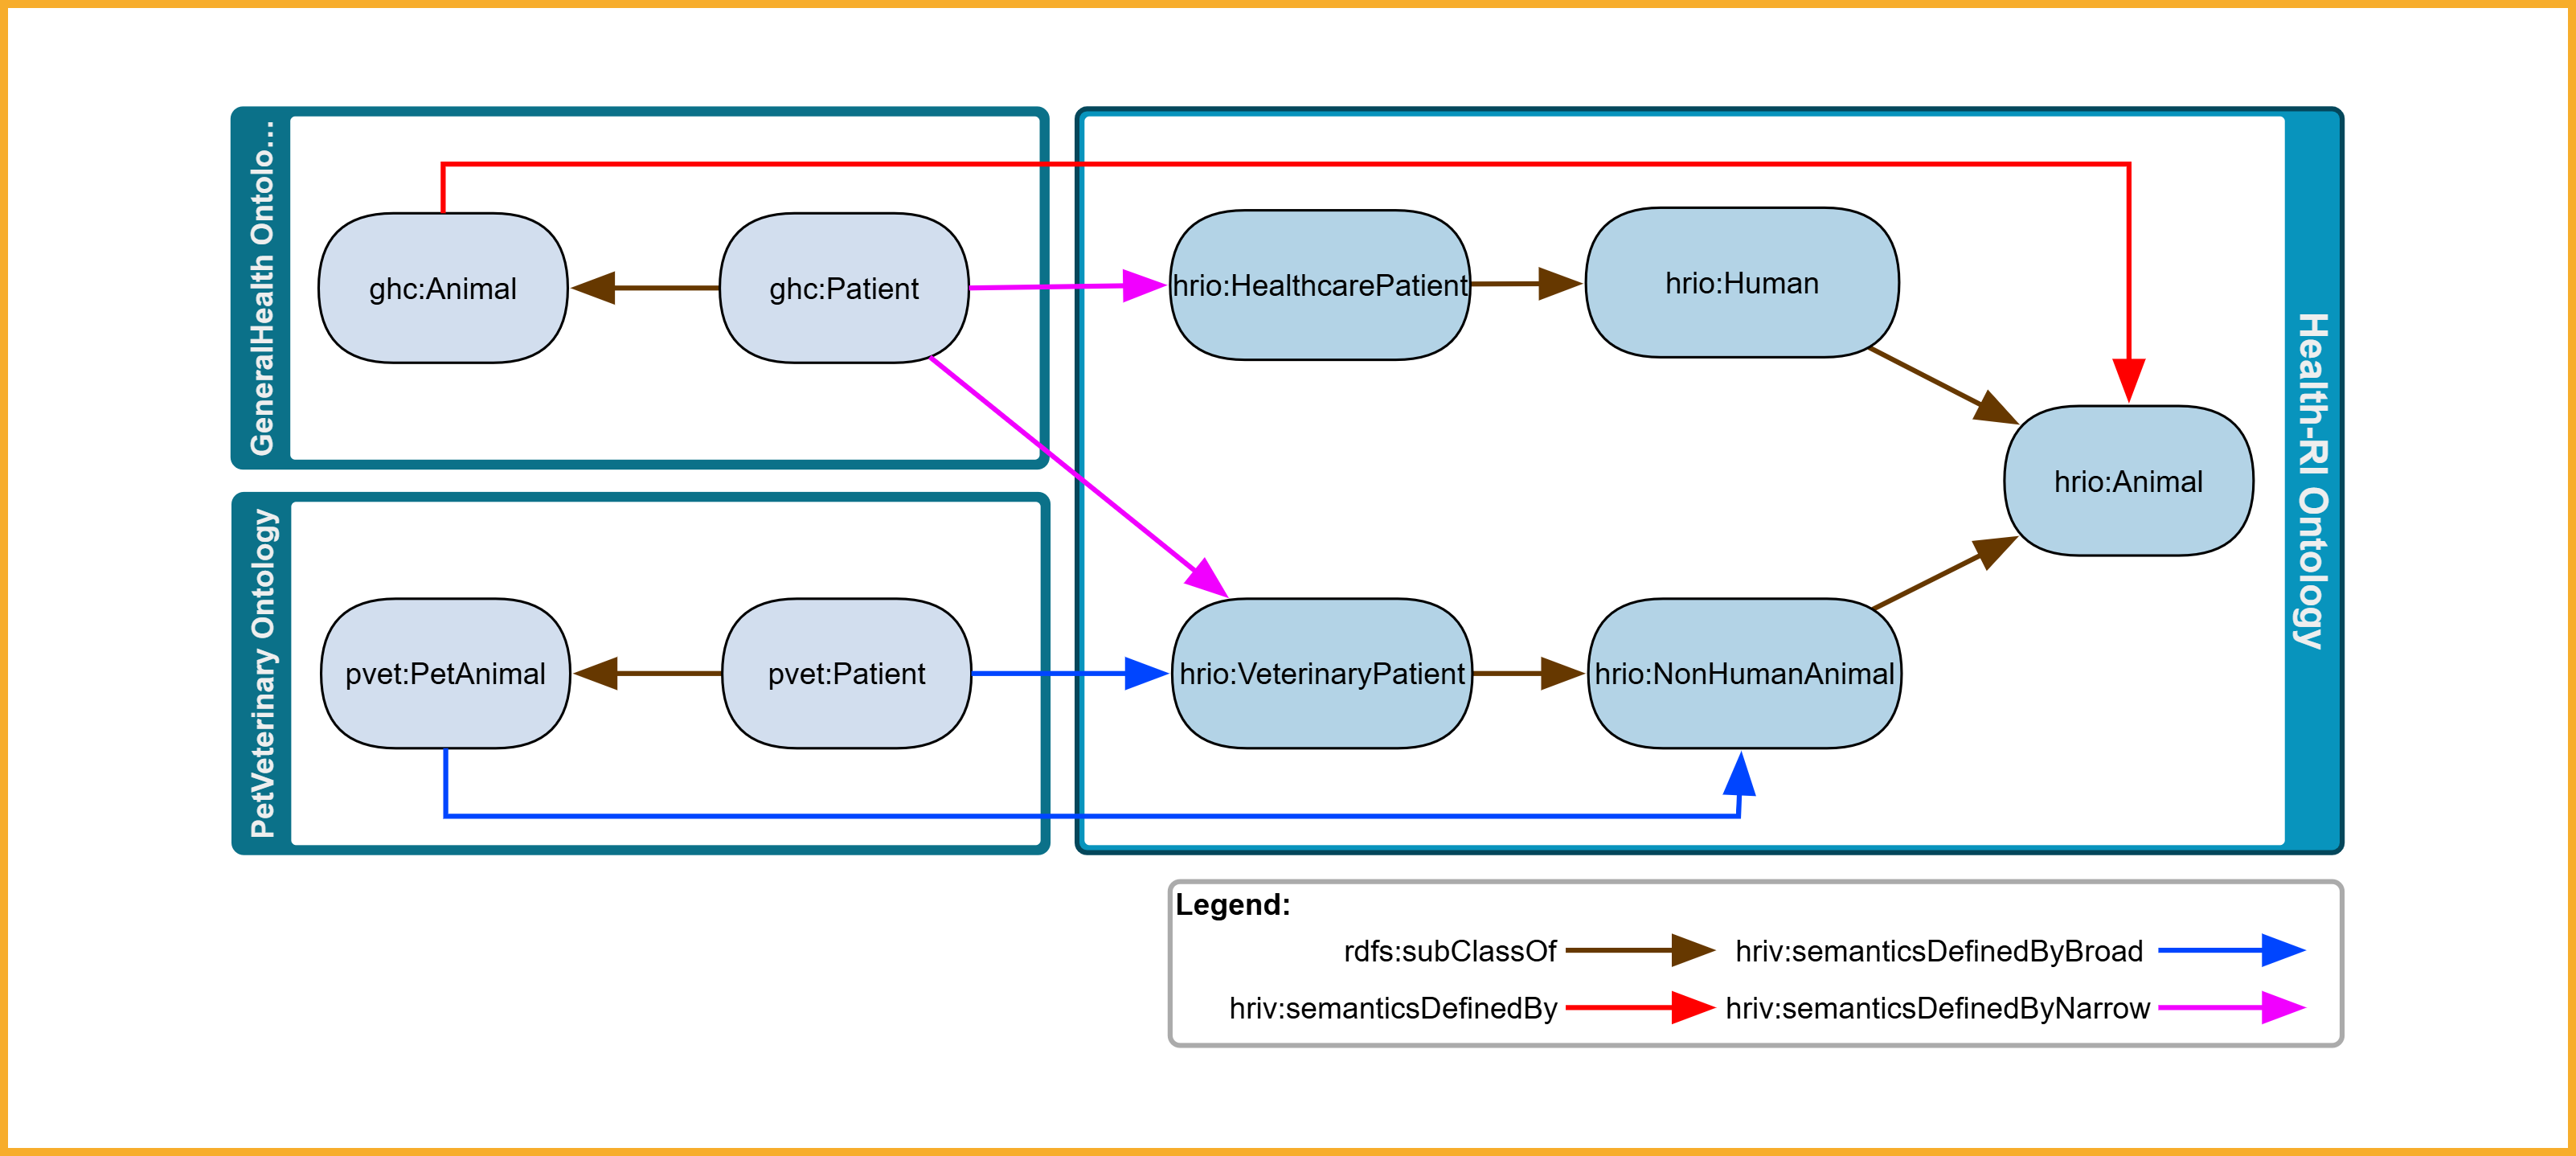 GeneralHealth Ontolo...
ghc:Animal
ghc:Patient
hrio:HealthcarePatient
hrio:Human
hrio:Animal
Health-RI Ontology
PetVeterinary Ontology
pvet:PetAnimal
pvet:Patient
hrio:VeterinaryPatient
hrio:NonHumanAnimal
Legend:
rdfs:subClassOf
hriv:semanticsDefinedByBroad
hriv:semanticsDefinedBy
hriv:semanticsDefinedByNarrow